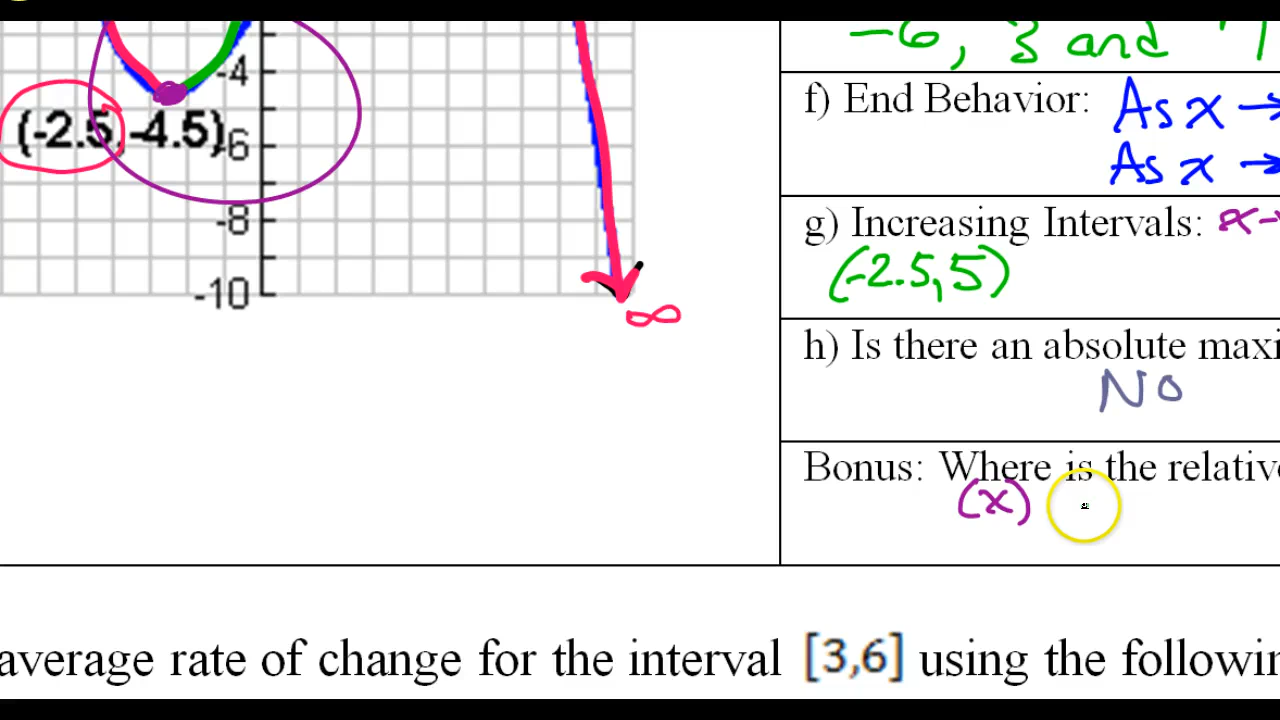 -4
(-2.5, -4.5)
-6
-8
-10
∞
-6, 3 and
f) End Behavior: As x →
As x →
g) Increasing Intervals: x-
(-2.5,5)
h) Is there an absolute maxi
No
Bonus: Where is the relative
(x)
average rate of change for the interval [3,6] using the followin